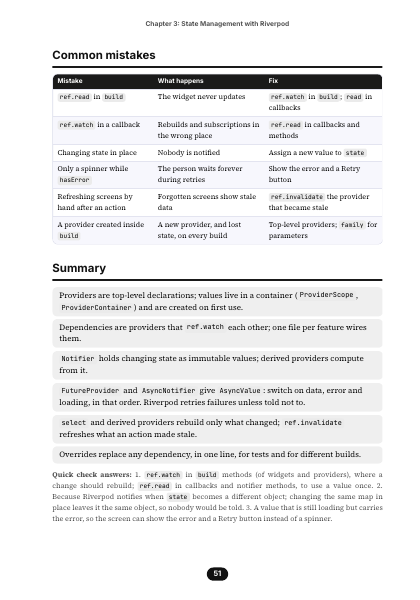 Chapter 3: State Management with Riverpod
Common mistakes
Mistake What happens Fix
ref.read in build The widget never updates ref.watch in build; read in
callbacks
ref.watch in a callback Rebuilds and subscriptions in ref.read in callbacks and
the wrong place methods
Changing state in place Nobody is notified Assign a new value to state
Only a spinner while The person waits forever Show the error and a Retry
hasError during retries button
Refreshing screens by Forgotten screens show stale ref.invalidate the provider
hand after an action data that became stale
A provider created inside A new provider, and lost Top-level providers; family for
build state, on every build parameters
Summary
Providers are top-level declarations; values live in a container (ProviderScope,
ProviderContainer) and are created on first use.
Dependencies are providers that ref.watch each other; one file per feature wires
them.
Notifier holds changing state as immutable values; derived providers compute
from it.
FutureProvider and AsyncNotifier give AsyncValue: switch on data, error and
loading, in that order. Riverpod retries failures unless told not to.
select and derived providers rebuild only what changed; ref.invalidate
refreshes what an action made stale.
Overrides replace any dependency, in one line, for tests and for different builds.
Quick check answers: 1. ref.watch in build methods (of widgets and providers), where a
change should rebuild; ref.read in callbacks and notifier methods, to use a value once. 2.
Because Riverpod notifies when state becomes a different object; changing the same map in
place leaves it the same object, so nobody would be told. 3. A value that is still loading but carries
the error, so the screen can show the error and a Retry button instead of a spinner.
51